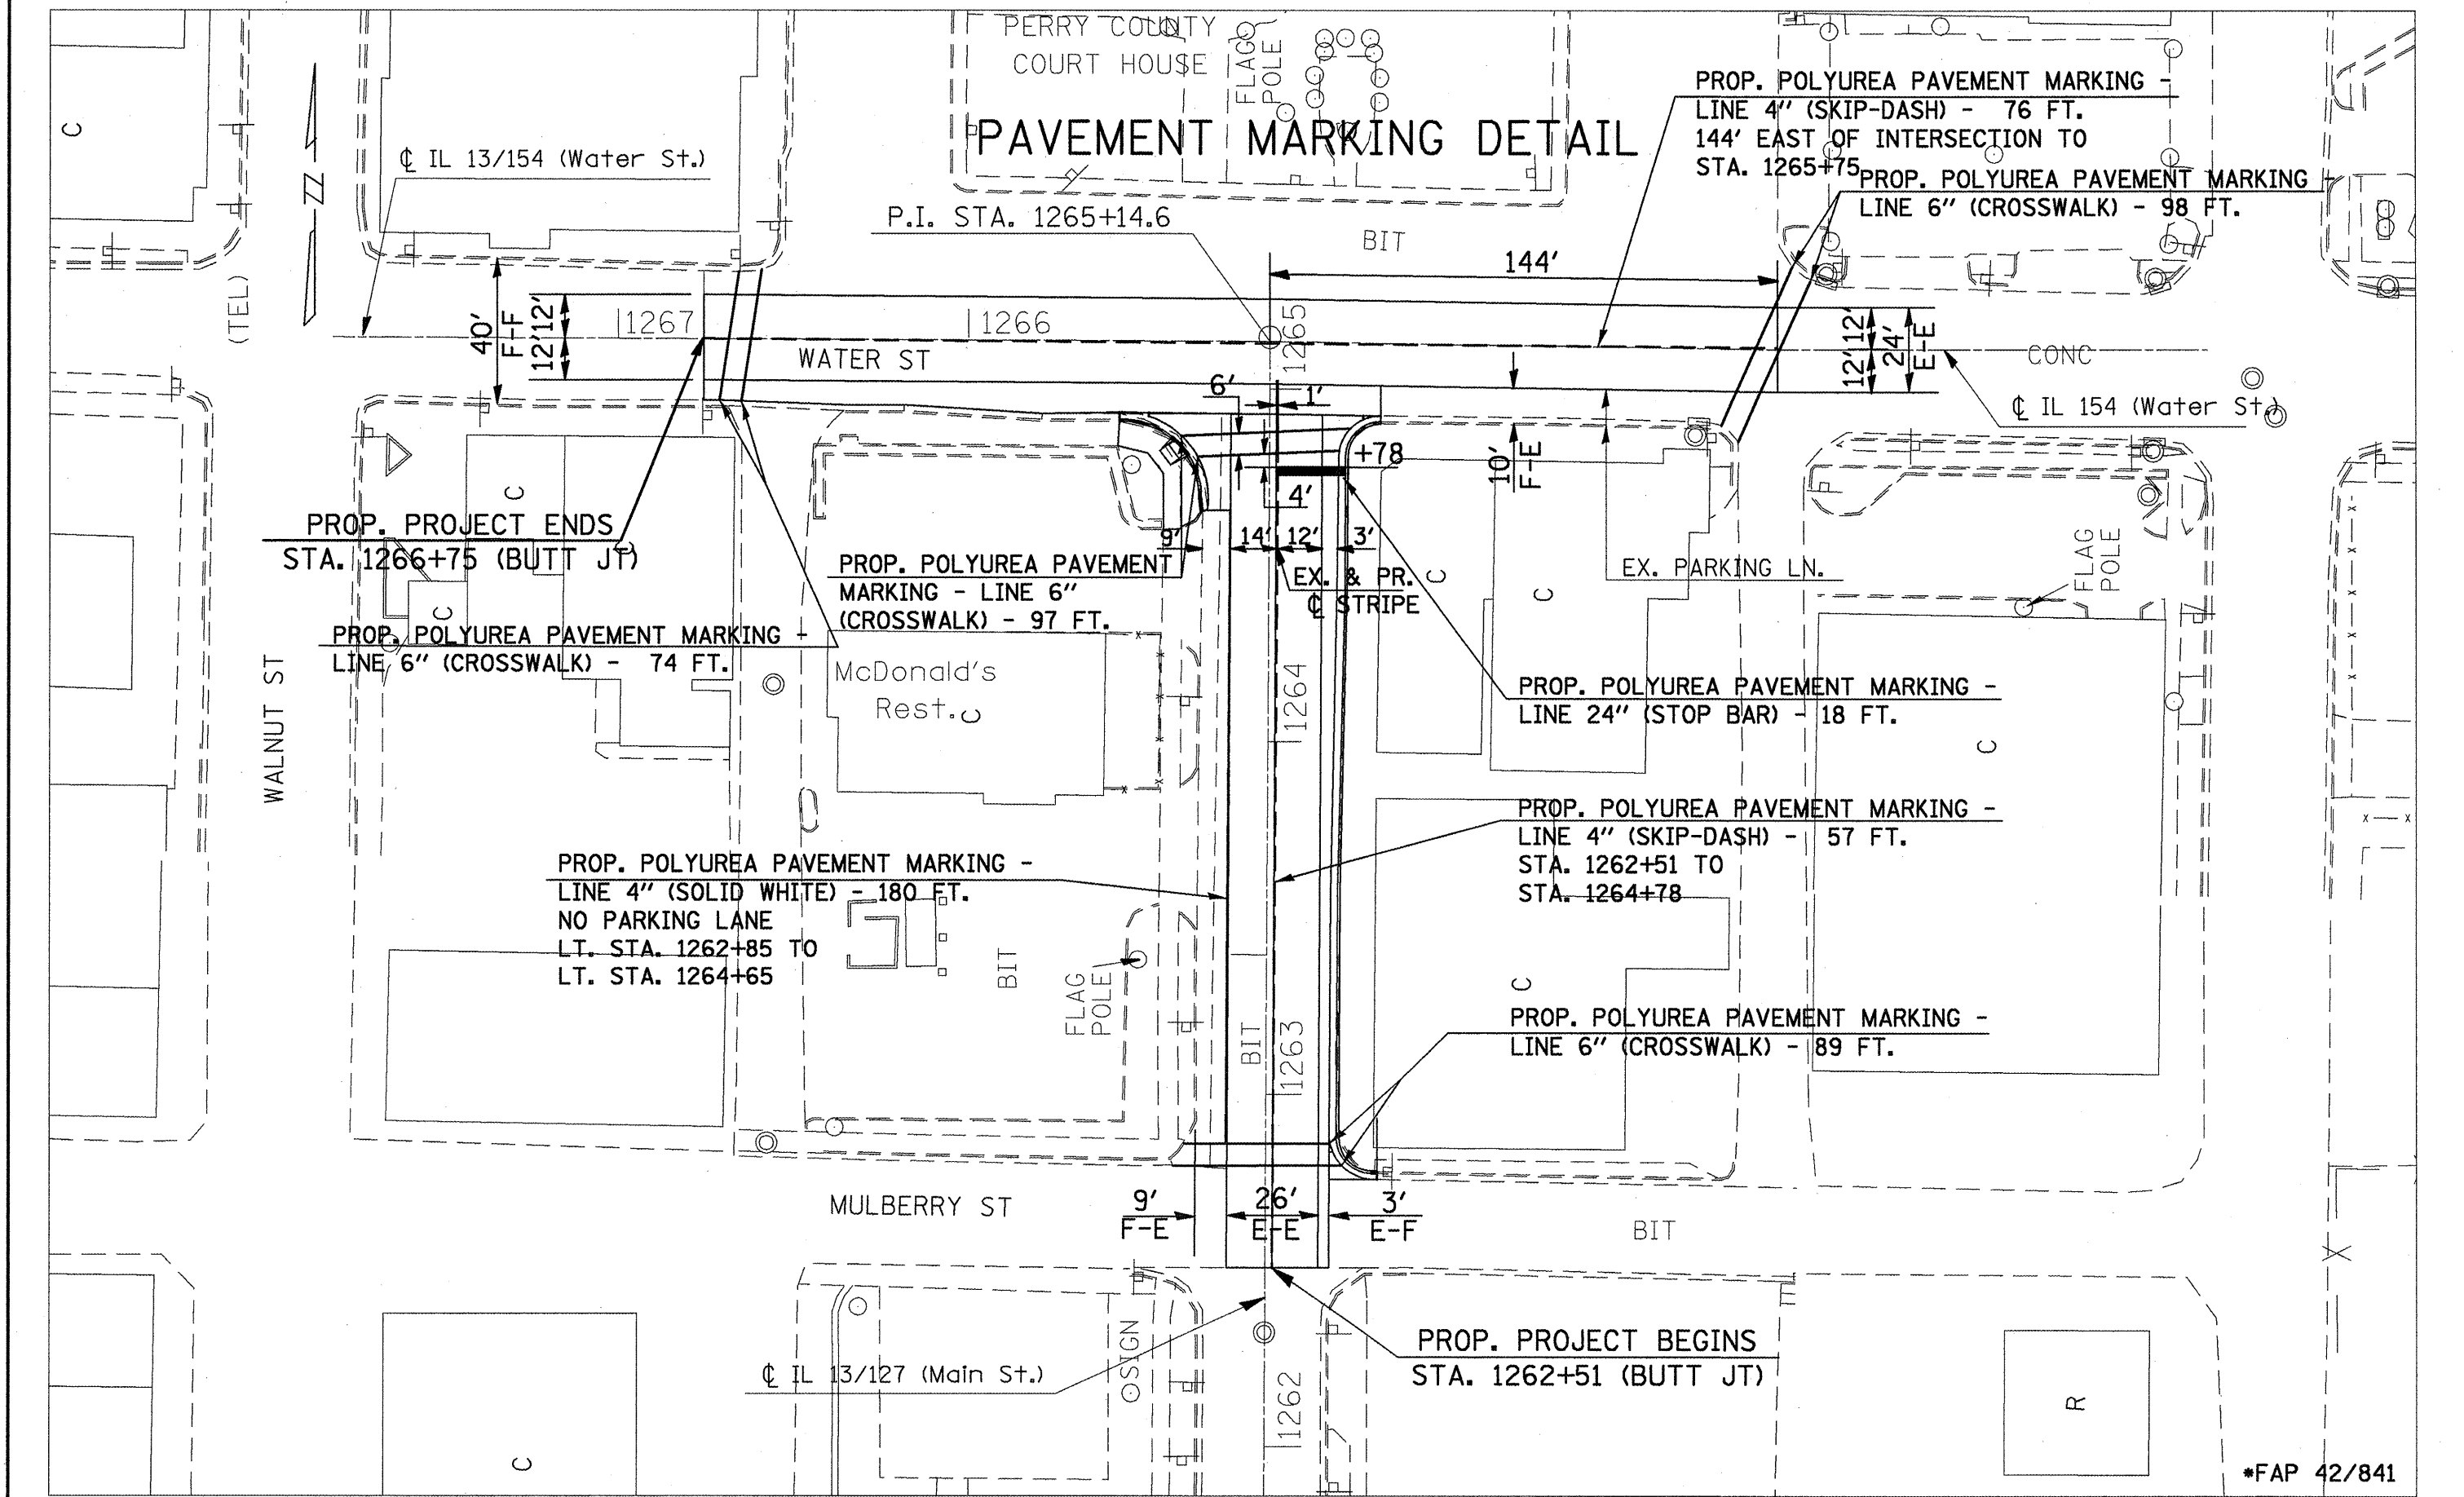 PERRY COUNTY
COURT HOUSE
FLAG
POLE
PAVEMENT MARKING DETAIL
PROP. POLYUREA PAVEMENT MARKING -
LINE 4" (SKIP-DASH) - 76 FT.
144' EAST OF INTERSECTION TO
STA. 1265+75
PROP. POLYUREA PAVEMENT MARKING -
LINE 6" (CROSSWALK) - 98 FT.
C
℄ IL 13/154 (Water St.)
N
P.I. STA. 1265+14.6
BIT
144'
(TEL)
40'
F-F
12'
12'
1267
1266
1265
WATER ST
12'
12'
24'
E-E
CONC
℄ IL 154 (Water St.)
6'
1'
+78
10'
F-E
4'
9'
14'
12'
3'
C
PROP. PROJECT ENDS
STA. 1266+75 (BUTT JT)
C
PROP. POLYUREA PAVEMENT
MARKING - LINE 6"
(CROSSWALK) - 97 FT.
EX. & PR.
℄ STRIPE
C
C
EX. PARKING LN.
FLAG
POLE
PROP. POLYUREA PAVEMENT MARKING -
LINE 6" (CROSSWALK) - 74 FT.
WALNUT ST
McDonald's
Rest.
C
1264
PROP. POLYUREA PAVEMENT MARKING -
LINE 24" (STOP BAR) - 18 FT.
C
PROP. POLYUREA PAVEMENT MARKING -
LINE 4" (SKIP-DASH) - 57 FT.
STA. 1262+51 TO
STA. 1264+78
PROP. POLYUREA PAVEMENT MARKING -
LINE 4" (SOLID WHITE) - 180 FT.
NO PARKING LANE
LT. STA. 1262+85 TO
LT. STA. 1264+65
BIT
FLAG
POLE
BIT
1263
C
PROP. POLYUREA PAVEMENT MARKING -
LINE 6" (CROSSWALK) - 89 FT.
MULBERRY ST
9'
F-E
26'
E-E
3'
E-F
BIT
℄ IL 13/127 (Main St.)
SIGN
1262
PROP. PROJECT BEGINS
STA. 1262+51 (BUTT JT)
C
R
*FAP 42/841